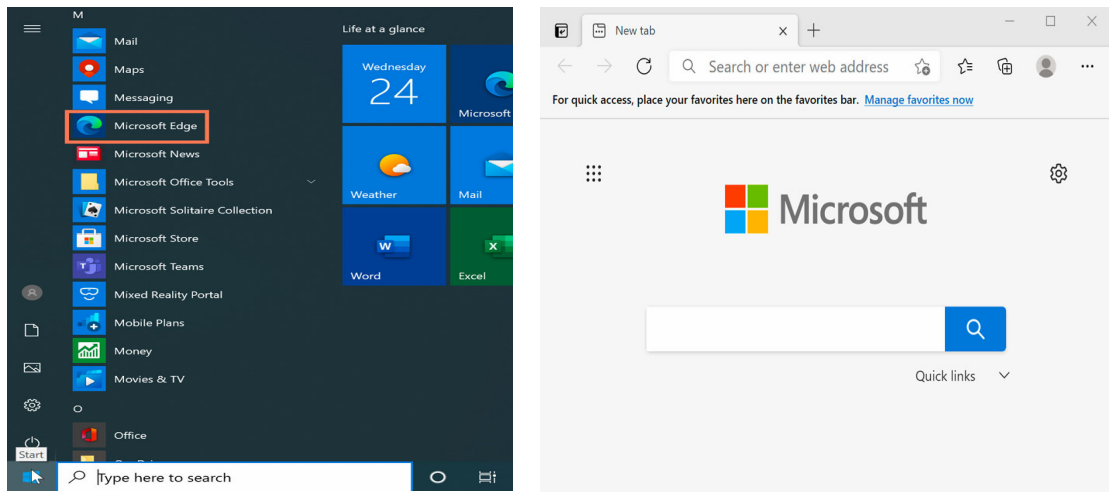 M
Mail
Maps
Messaging
Microsoft Edge
Microsoft News
Microsoft Office Tools
Microsoft Solitaire Collection
Microsoft Store
Microsoft Teams
Mixed Reality Portal
Mobile Plans
Money
Movies & TV
O
Office
Start
Type here to search
Life at a glance
Wednesday
24
Microsoft
Weather
Mail
W
X
Word
Excel
New tab
Search or enter web address
For quick access, place your favorites here on the favorites bar. Manage favorites now
Microsoft
Quick links